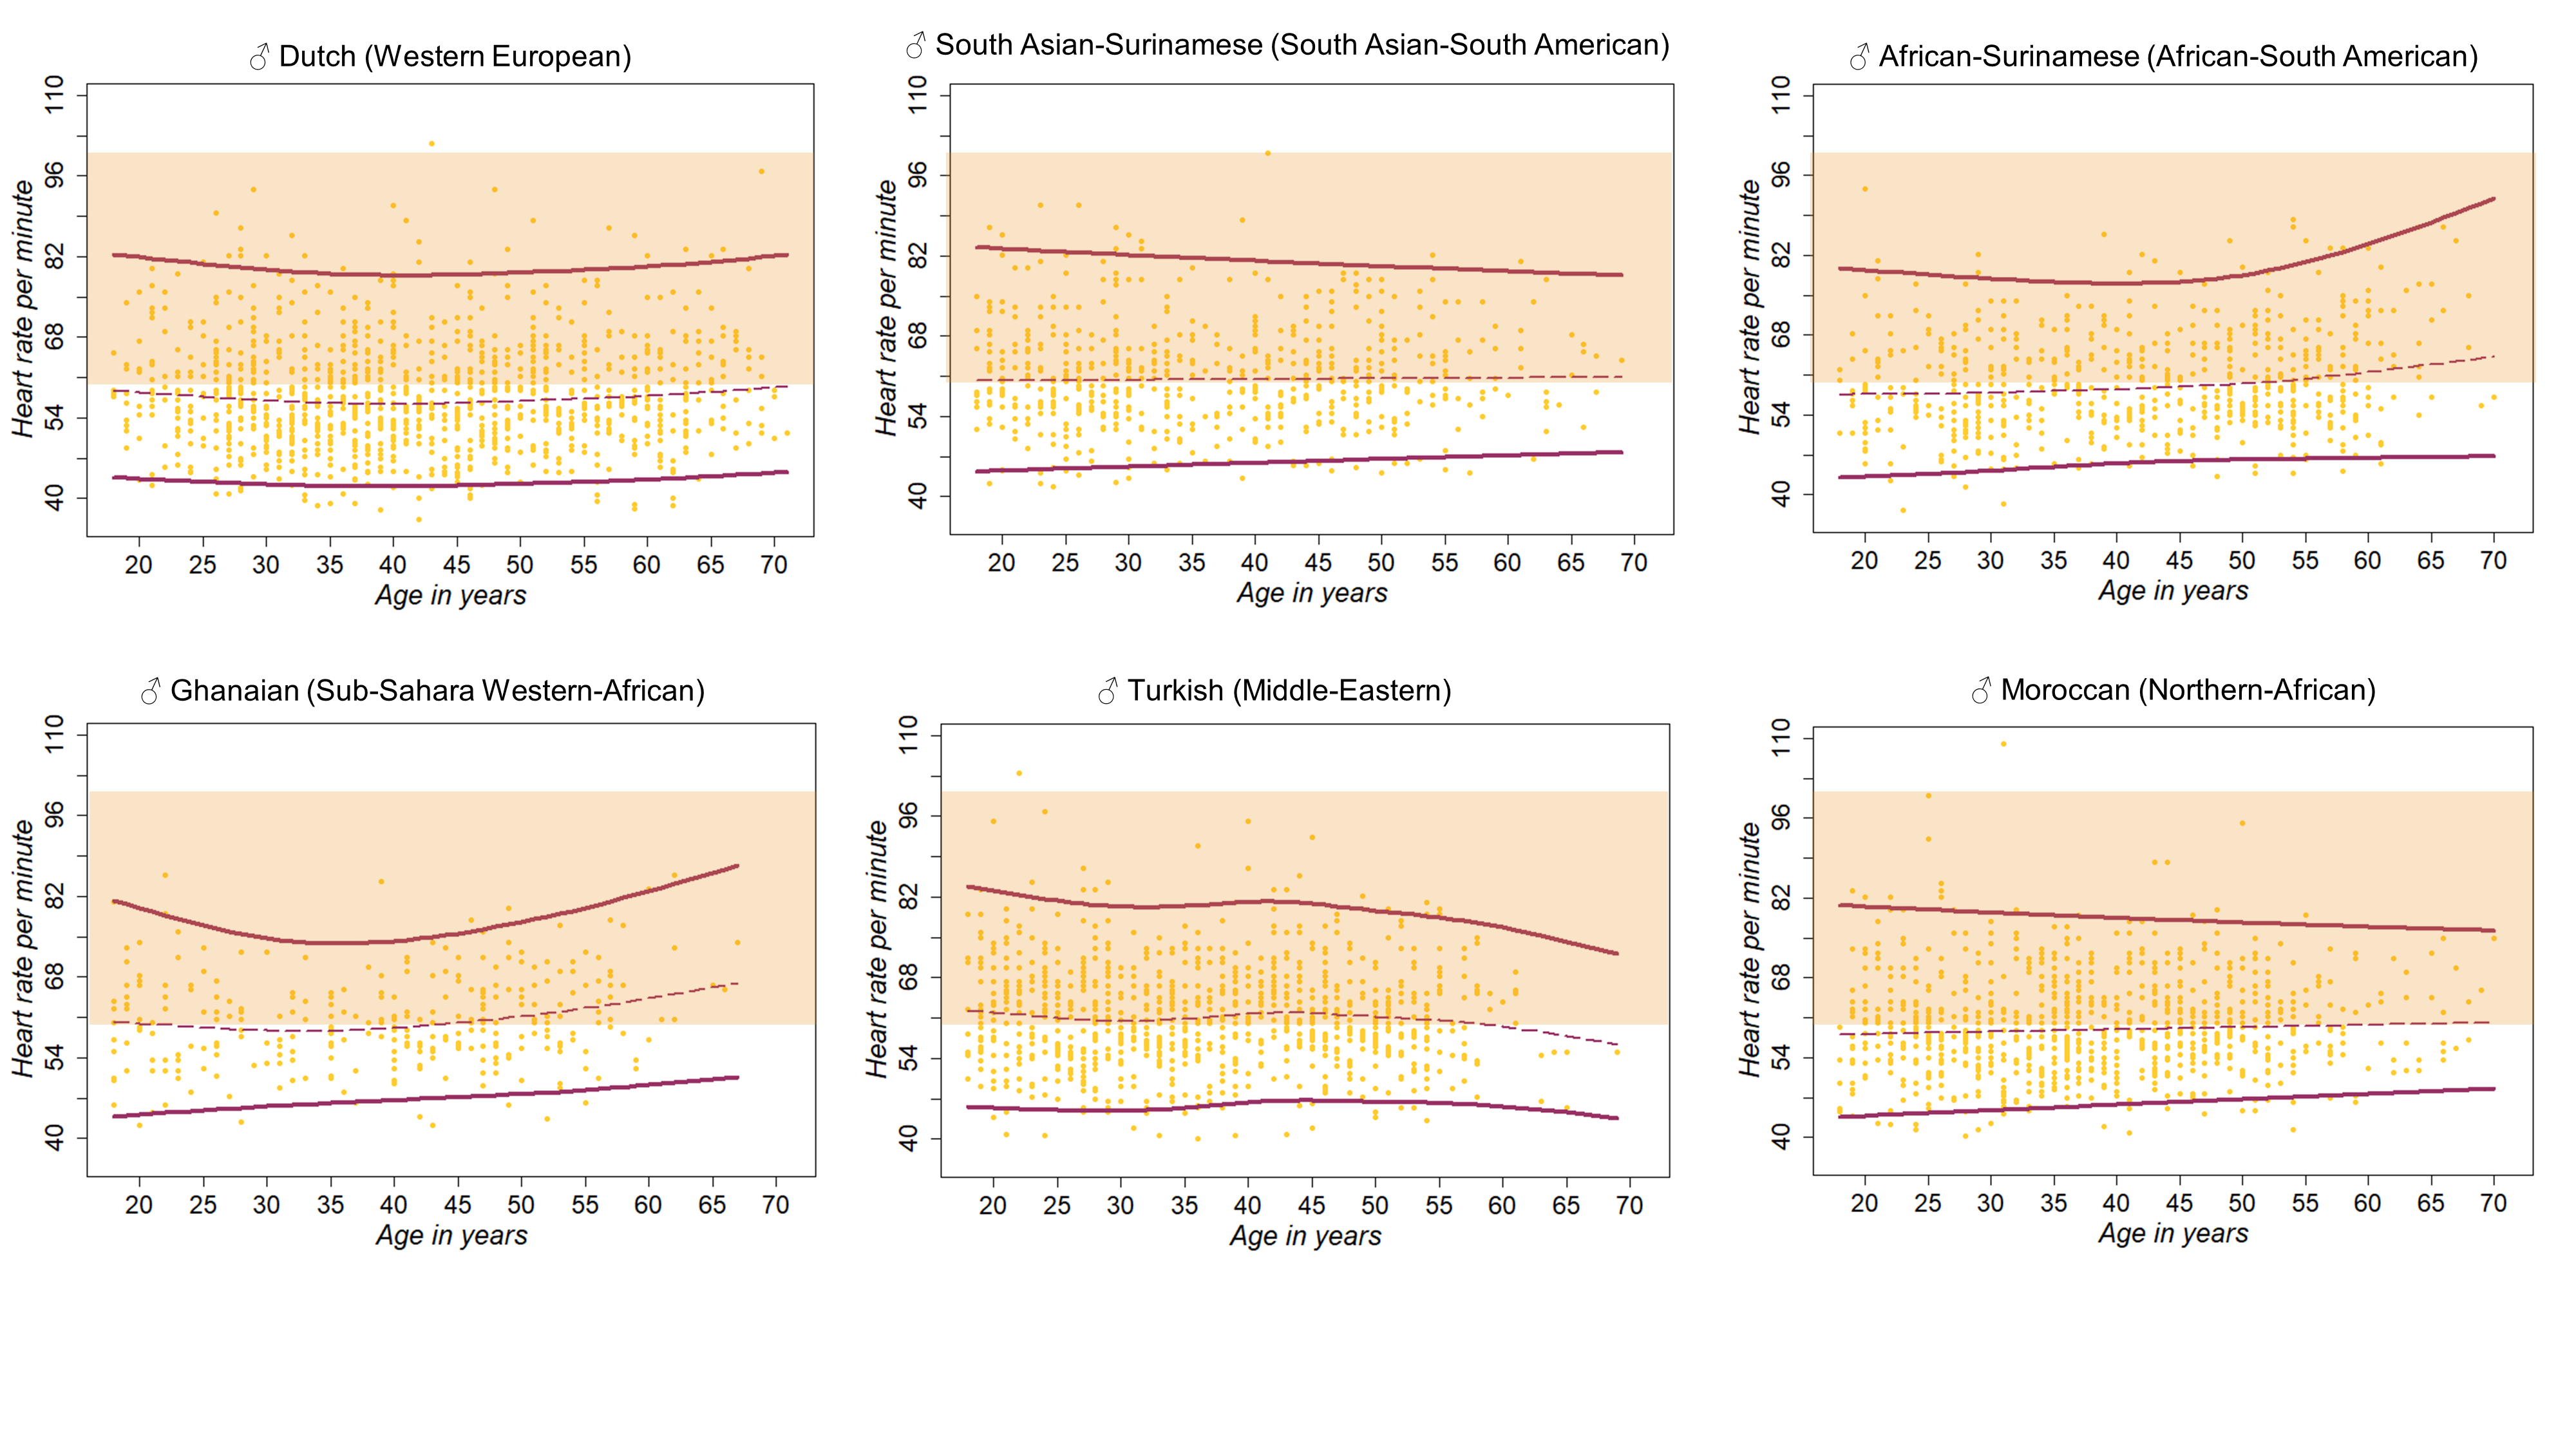 ♂ Dutch (Western European)
110
96
82
68
54
40
Heart rate per minute
20 25 30 35 40 45 50 55 60 65 70
Age in years
♂ South Asian-Surinamese (South Asian-South American)
110
96
82
68
54
40
Heart rate per minute
20 25 30 35 40 45 50 55 60 65 70
Age in years
♂ African-Surinamese (African-South American)
110
96
82
68
54
40
Heart rate per minute
20 25 30 35 40 45 50 55 60 65 70
Age in years
♂ Ghanaian (Sub-Sahara Western-African)
110
96
82
68
54
40
Heart rate per minute
20 25 30 35 40 45 50 55 60 65 70
Age in years
♂ Turkish (Middle-Eastern)
110
96
82
68
54
40
Heart rate per minute
20 25 30 35 40 45 50 55 60 65 70
Age in years
♂ Moroccan (Northern-African)
110
96
82
68
54
40
Heart rate per minute
20 25 30 35 40 45 50 55 60 65 70
Age in years